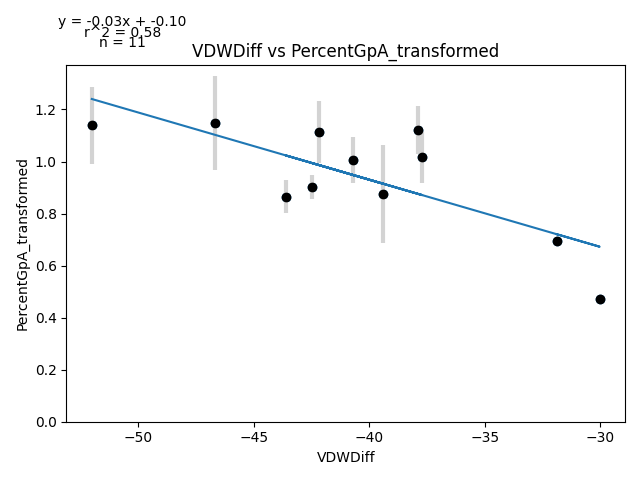 y = -0.03x + -0.10
r^2 = 0.58
n = 11
VDWDiff vs PercentGpA_transformed
PercentGpA_transformed
1.2
1.0
0.8
0.6
0.4
0.2
0.0
−50
−45
−40
−35
−30
VDWDiff